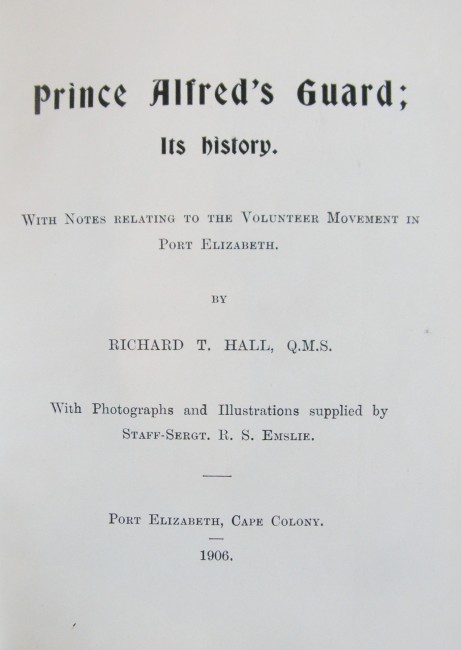 Prince Alfred's Guard;
Its history.
With Notes relating to the Volunteer Movement in
Port Elizabeth.
BY
RICHARD T. HALL, Q.M.S.
With Photographs and Illustrations supplied by
Staff-Sergt. R. S. Emslie.
Port Elizabeth, Cape Colony.
1906.